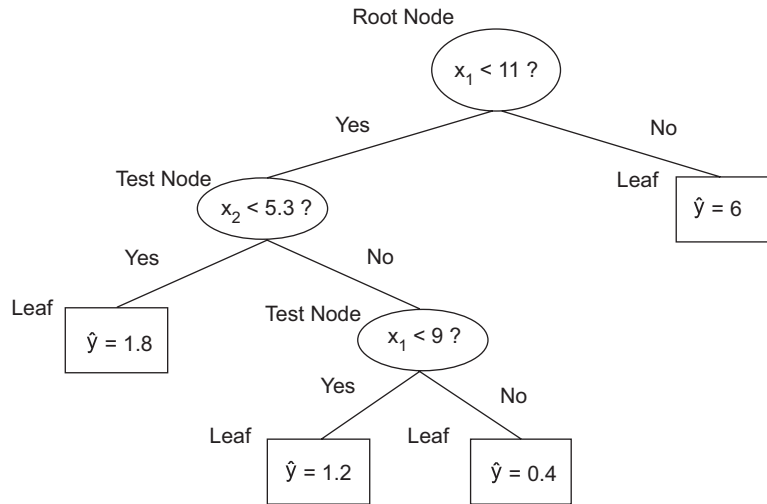 Root Node
x₁ < 11 ?
Yes
No
Test Node
x₂ < 5.3 ?
Leaf
ŷ = 6
Yes
No
Leaf
ŷ = 1.8
Test Node
x₁ < 9 ?
Yes
No
Leaf
ŷ = 1.2
Leaf
ŷ = 0.4